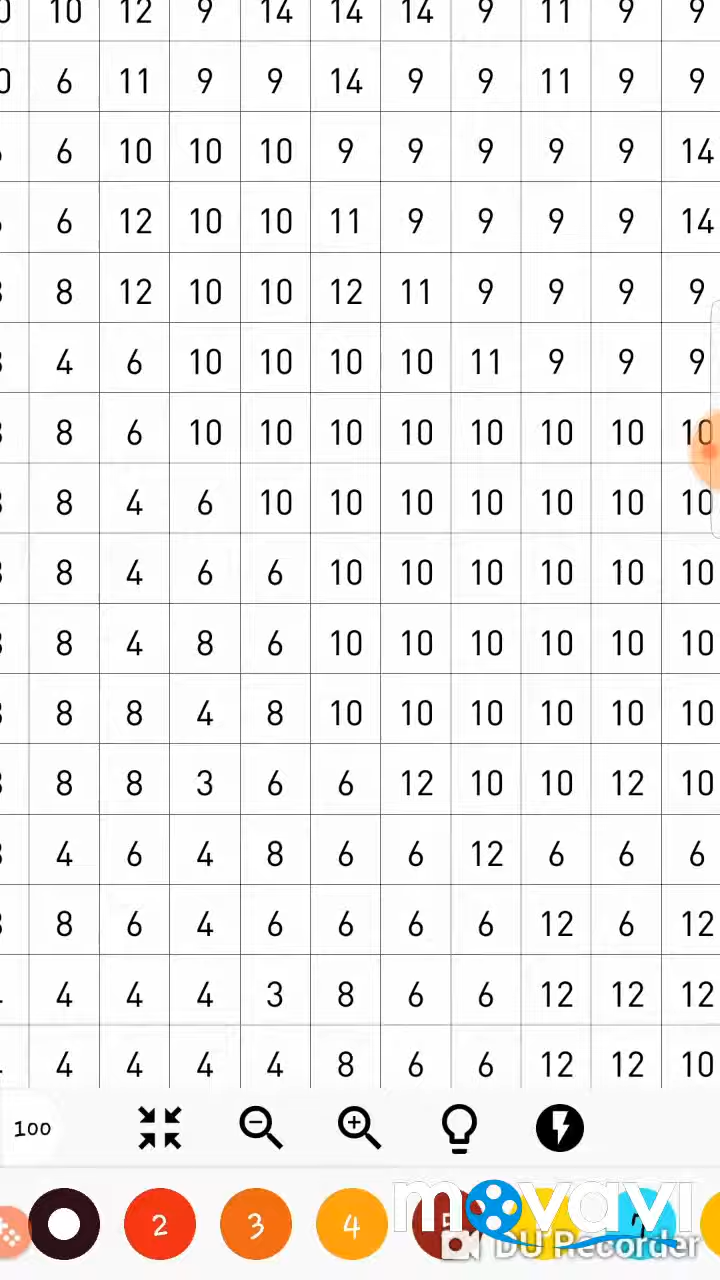 10 12 9 14 14 14 9 11 9 9
6 11 9 9 14 9 9 11 9 9
6 10 10 10 9 9 9 9 9 14
6 12 10 10 11 9 9 9 9 14
8 12 10 10 12 11 9 9 9 9
4 6 10 10 10 10 11 9 9 9
8 6 10 10 10 10 10 10 10 10
8 4 6 10 10 10 10 10 10 10
8 4 6 6 10 10 10 10 10 10
8 4 8 6 10 10 10 10 10 10
8 8 4 8 10 10 10 10 10 10
8 8 3 6 6 12 10 10 12 10
4 6 4 8 6 6 12 6 6 6
8 6 4 6 6 6 6 12 6 12
4 4 4 3 8 6 6 12 12 12
4 4 4 4 8 6 6 12 12 10
100
2 3 4 movavi
DU Recorder